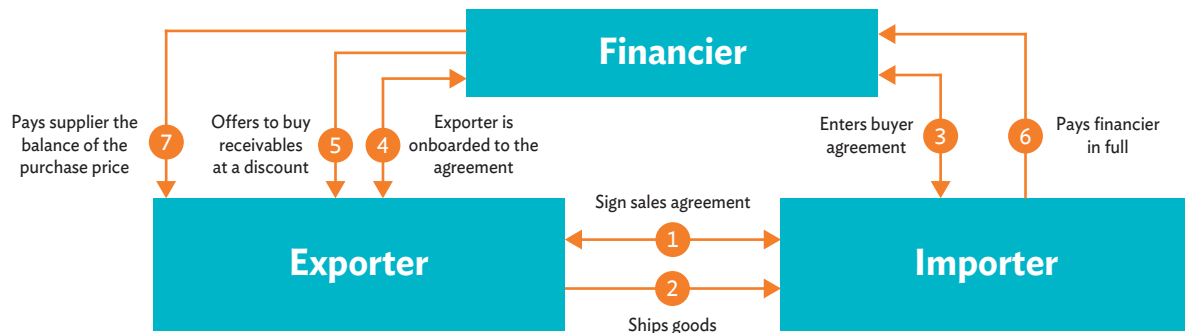 Financier
Pays supplier the
balance of the
purchase price
7
Offers to buy
receivables
at a discount
5
4
Exporter is
onboarded to the
agreement
Enters buyer
agreement
3
6
Pays financier
in full
Sign sales agreement
1
Exporter
Importer
2
Ships goods